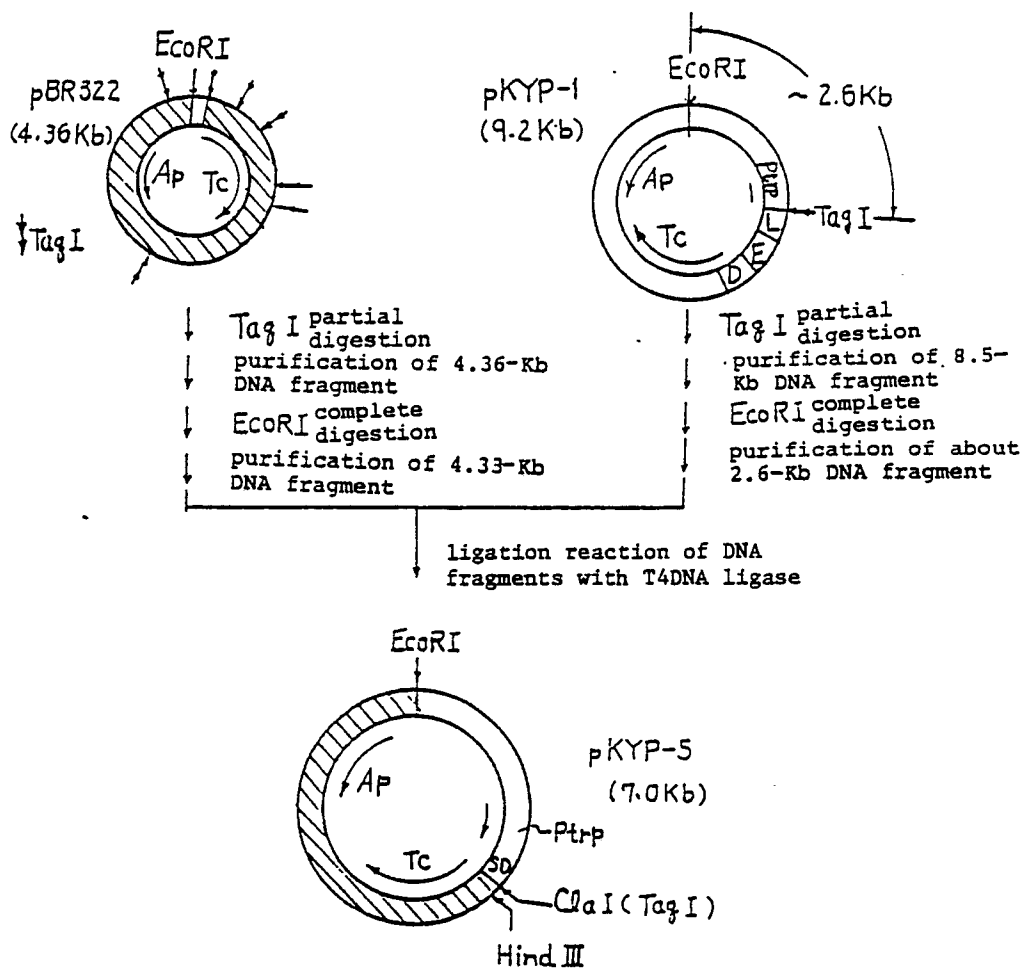 EcoRI
pBR322
(4.36Kb)
Ap
Tc
TaqI
EcoRI
pKYP-1
(9.2Kb)
~ 2.6Kb
Ap
Tc
Ptrp
L
E
D
TaqI
TaqI partial
digestion
purification of 4.36-Kb
DNA fragment
EcoRI complete
digestion
purification of 4.33-Kb
DNA fragment
TaqI partial
digestion
purification of 8.5-
Kb DNA fragment
EcoRI complete
digestion
purification of about
2.6-Kb DNA fragment
ligation reaction of DNA
fragments with T4DNA ligase
EcoRI
pKYP-5
(7.0Kb)
Ap
Tc
Ptrp
SD
ClaI(TaqI)
Hind III